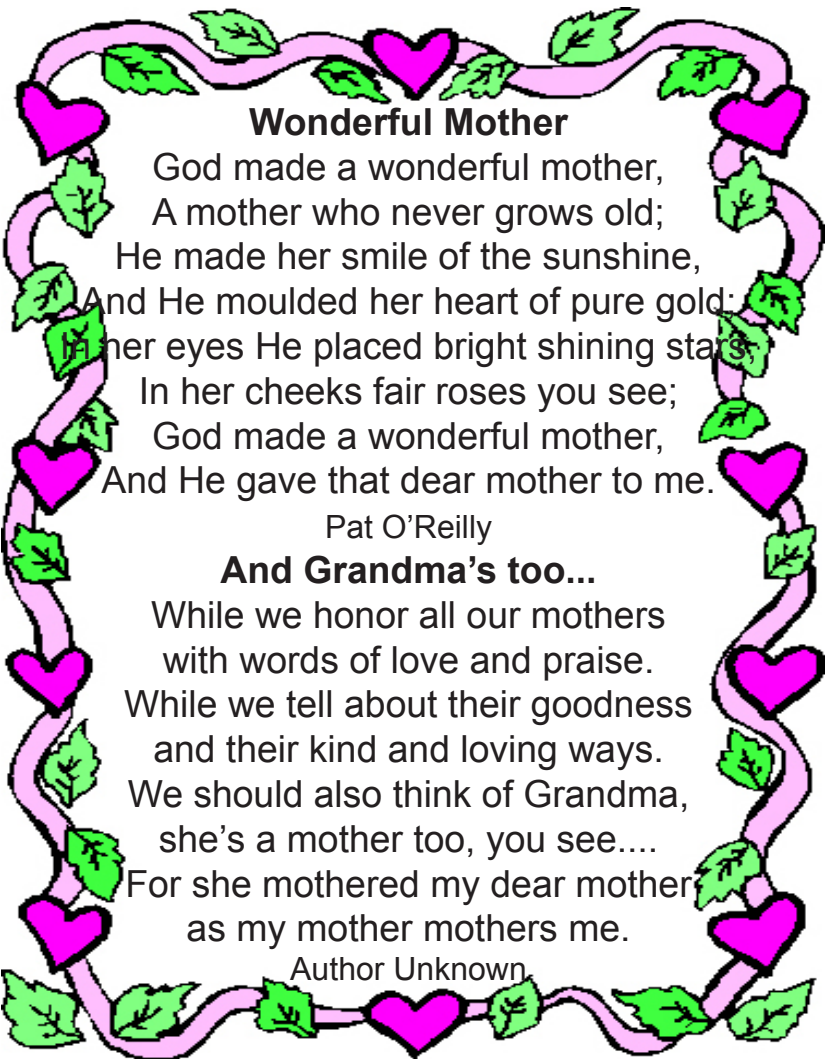 Wonderful Mother
God made a wonderful mother,
A mother who never grows old;
He made her smile of the sunshine,
And He moulded her heart of pure gold;
In her eyes He placed bright shining stars,
In her cheeks fair roses you see;
God made a wonderful mother,
And He gave that dear mother to me.
Pat O’Reilly
And Grandma’s too...
While we honor all our mothers
with words of love and praise.
While we tell about their goodness
and their kind and loving ways.
We should also think of Grandma,
she’s a mother too, you see....
For she mothered my dear mother
as my mother mothers me.
Author Unknown